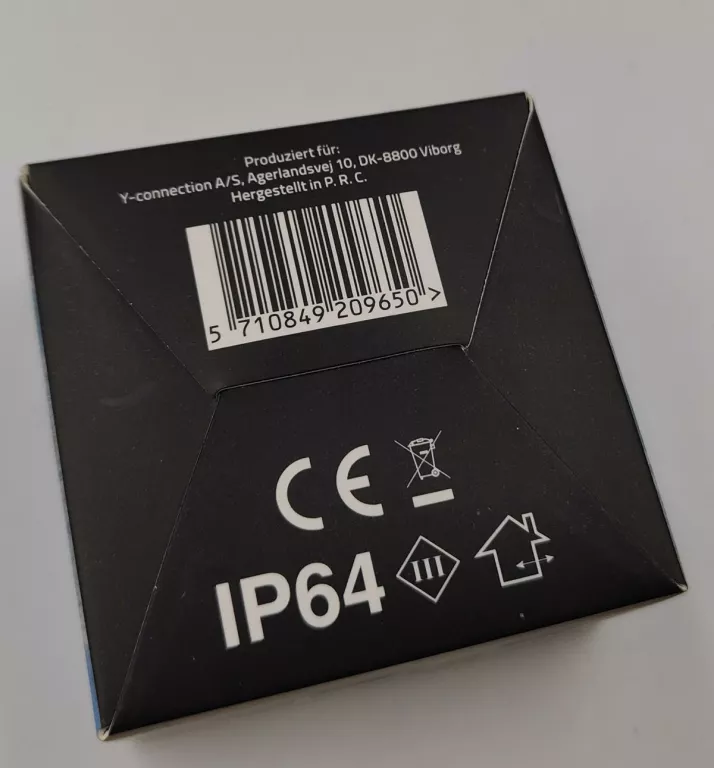 Produziert für:
Y-connection A/S, Agerlandsvej 10, DK-8800 Viborg
Hergestellt in P. R. C.
5 710849 209650 >
CE
IP64
III